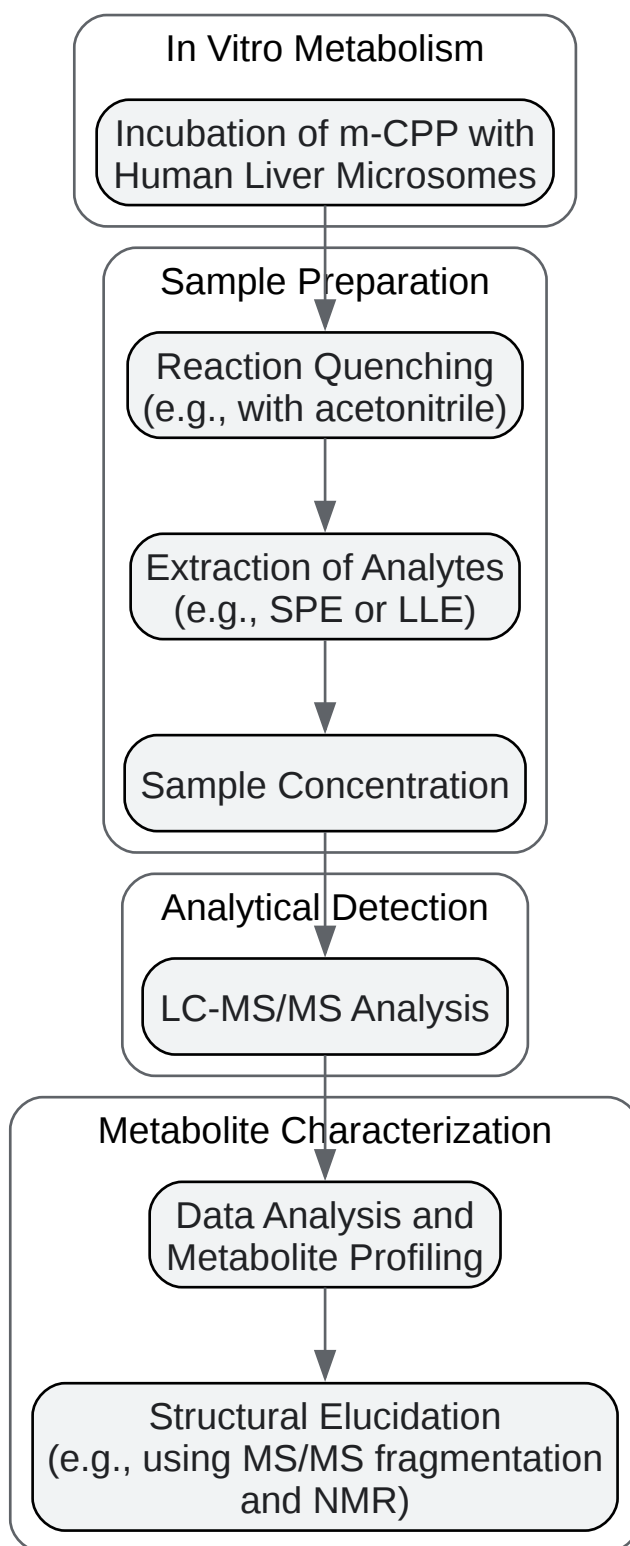 In Vitro Metabolism
Incubation of m-CPP with
Human Liver Microsomes
Sample Preparation
Reaction Quenching
(e.g., with acetonitrile)
Extraction of Analytes
(e.g., SPE or LLE)
Sample Concentration
Analytical Detection
LC-MS/MS Analysis
Metabolite Characterization
Data Analysis and
Metabolite Profiling
Structural Elucidation
(e.g., using MS/MS fragmentation
and NMR)